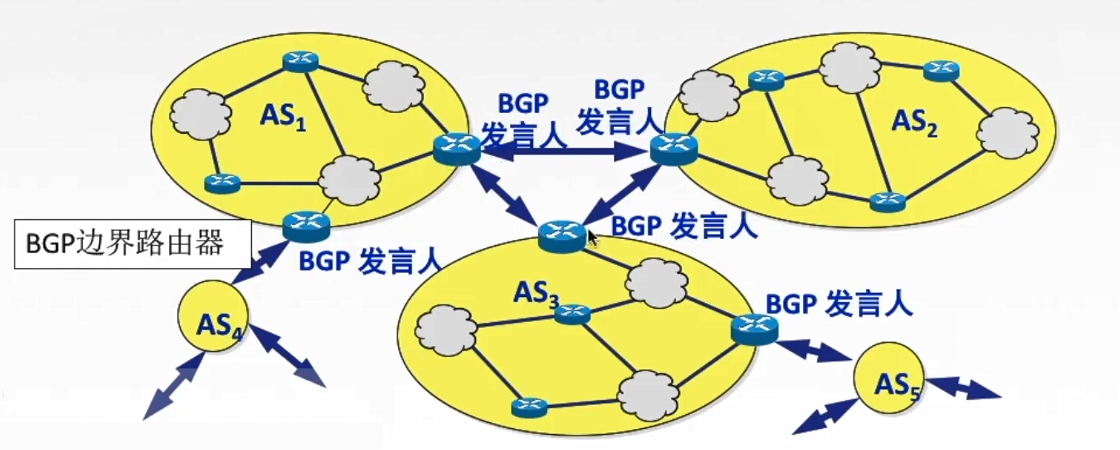 AS1
BGP
发言人
BGP
发言人
AS2
BGP边界路由器
BGP 发言人
BGP 发言人
AS3
BGP 发言人
AS4
AS5